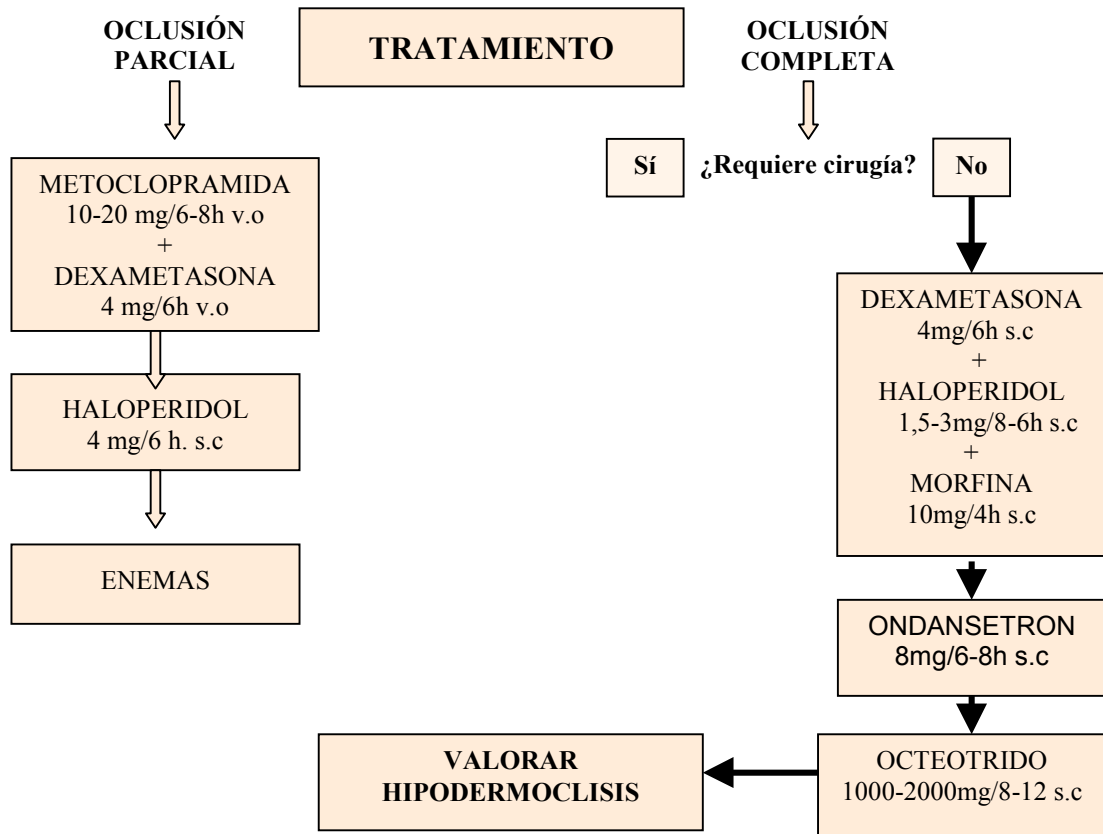 OCLUSIÓN
PARCIAL
TRATAMIENTO
OCLUSIÓN
COMPLETA
Sí
¿Requiere cirugía?
No
METOCLOPRAMIDA
10-20 mg/6-8h v.o
+
DEXAMETASONA
4 mg/6h v.o
HALOPERIDOL
4 mg/6 h. s.c
ENEMAS
DEXAMETASONA
4mg/6h s.c
+
HALOPERIDOL
1,5-3mg/8-6h s.c
+
MORFINA
10mg/4h s.c
ONDANSETRON
8mg/6-8h s.c
OCTEOTRIDO
1000-2000mg/8-12 s.c
VALORAR
HIPODERMOCLISIS